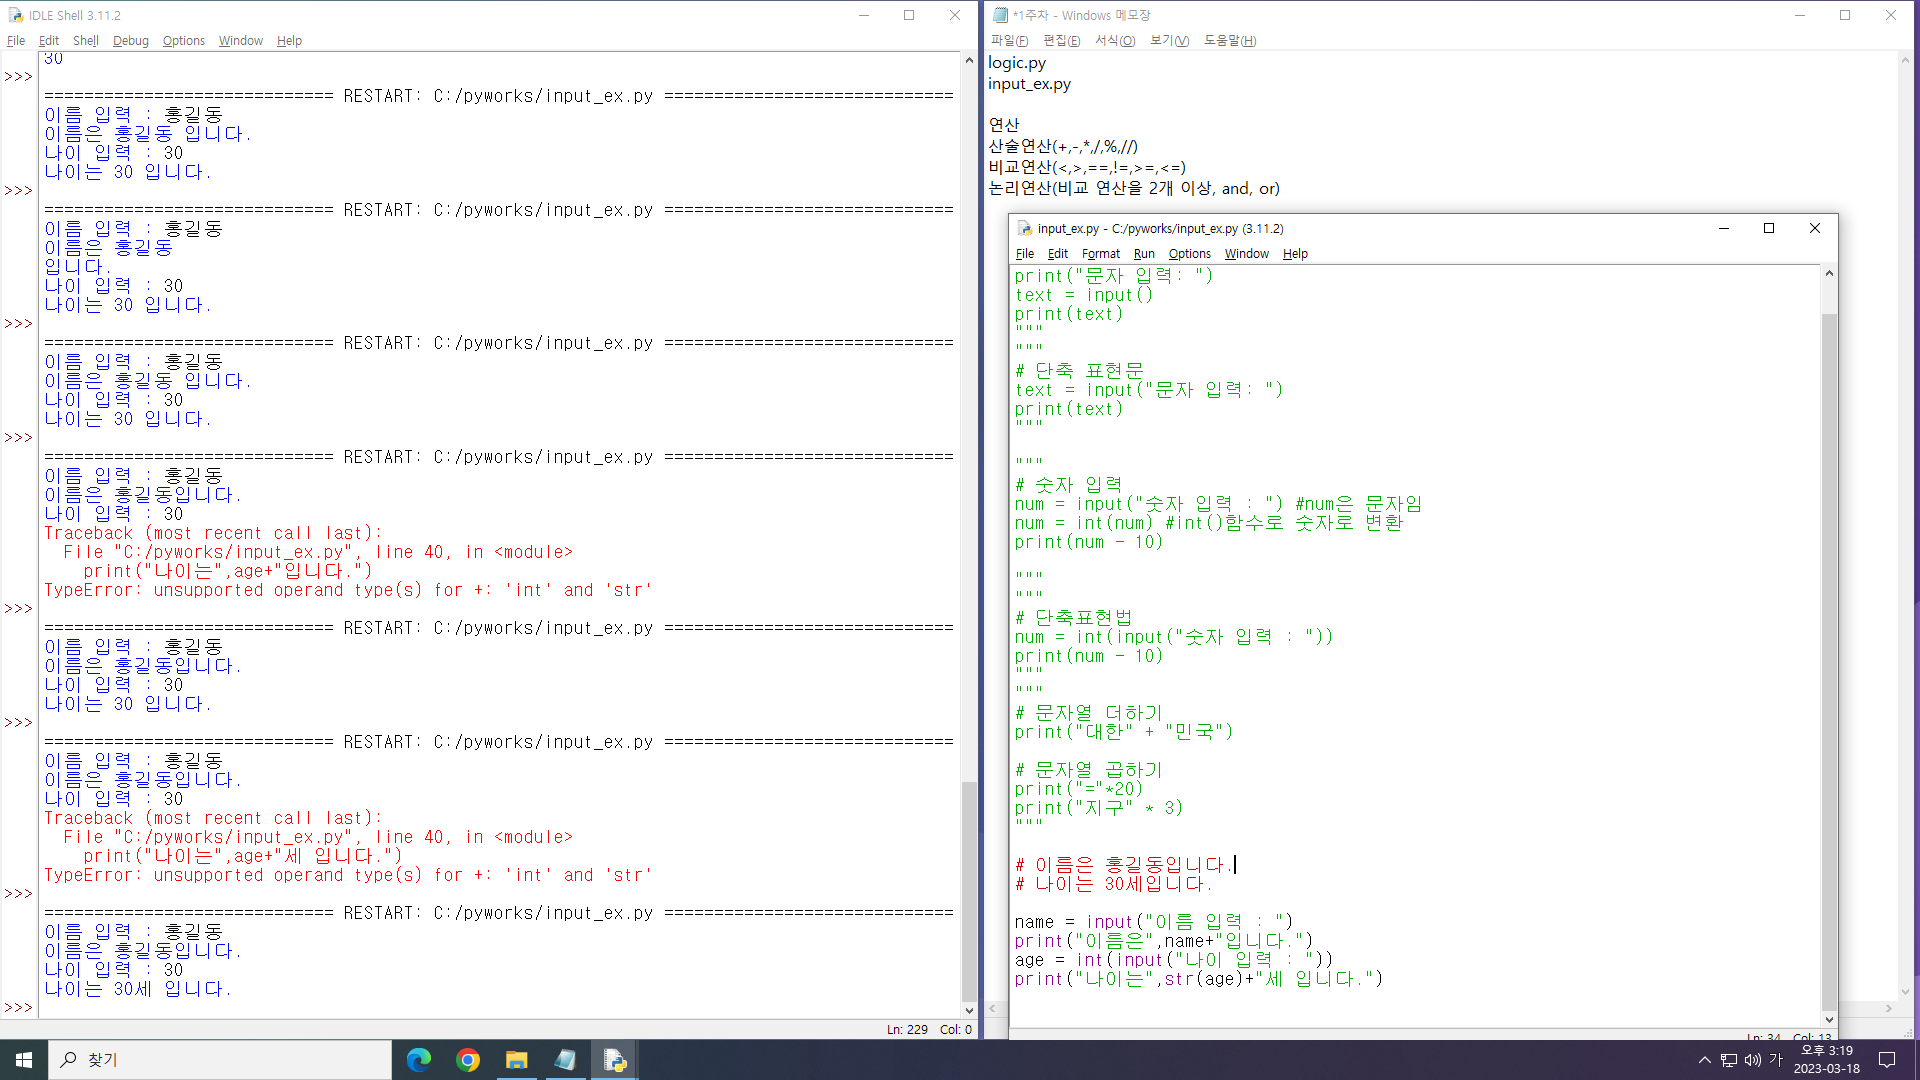 IDLE Shell 3.11.2
File Edit Shell Debug Options Window Help
30
>>>
============================= RESTART: C:/pyworks/input_ex.py =============================
이름 입력 : 홍길동
이름은 홍길동 입니다.
나이 입력 : 30
나이는 30 입니다.
>>>
============================= RESTART: C:/pyworks/input_ex.py =============================
이름 입력 : 홍길동
이름은 홍길동
입니다.
나이 입력 : 30
나이는 30 입니다.
>>>
============================= RESTART: C:/pyworks/input_ex.py =============================
이름 입력 : 홍길동
이름은 홍길동 입니다.
나이 입력 : 30
나이는 30 입니다.
>>>
============================= RESTART: C:/pyworks/input_ex.py =============================
이름 입력 : 홍길동
이름은 홍길동입니다.
나이 입력 : 30
Traceback (most recent call last):
  File "C:/pyworks/input_ex.py", line 40, in <module>
    print("나이는",age+"입니다.")
TypeError: unsupported operand type(s) for +: 'int' and 'str'
>>>
============================= RESTART: C:/pyworks/input_ex.py =============================
이름 입력 : 홍길동
이름은 홍길동입니다.
나이 입력 : 30
나이는 30 입니다.
>>>
============================= RESTART: C:/pyworks/input_ex.py =============================
이름 입력 : 홍길동
이름은 홍길동입니다.
나이 입력 : 30
Traceback (most recent call last):
  File "C:/pyworks/input_ex.py", line 40, in <module>
    print("나이는",age+"세 입니다.")
TypeError: unsupported operand type(s) for +: 'int' and 'str'
>>>
============================= RESTART: C:/pyworks/input_ex.py =============================
이름 입력 : 홍길동
이름은 홍길동입니다.
나이 입력 : 30
나이는 30세 입니다.
>>>
Ln: 229 Col: 0
*1주차 - Windows 메모장
파일(F) 편집(E) 서식(O) 보기(V) 도움말(H)
logic.py
input_ex.py
연산
산술연산(+,-,*,/,%,//)
비교연산(<,>,==,!=,>=,<=)
논리연산(비교 연산을 2개 이상, and, or)
input_ex.py - C:/pyworks/input_ex.py (3.11.2)
File Edit Format Run Options Window Help
print("문자 입력: ")
text = input()
print(text)
"""
"""
# 단축 표현문
text = input("문자 입력: ")
print(text)
"""
"""
# 숫자 입력
num = input("숫자 입력 : ") #num은 문자임
num = int(num) #int()함수로 숫자로 변환
print(num - 10)
"""
"""
# 단축표현법
num = int(input("숫자 입력 : "))
print(num - 10)
"""
"""
# 문자열 더하기
print("대한" + "민국")
# 문자열 곱하기
print("="*20)
print("지구" * 3)
"""
# 이름은 홍길동입니다.
# 나이는 30세입니다.
name = input("이름 입력 : ")
print("이름은",name+"입니다.")
age = int(input("나이 입력 : "))
print("나이는",str(age)+"세 입니다.")
Ln: 34 Col: 13
찾기
가
오후 3:19
2023-03-18